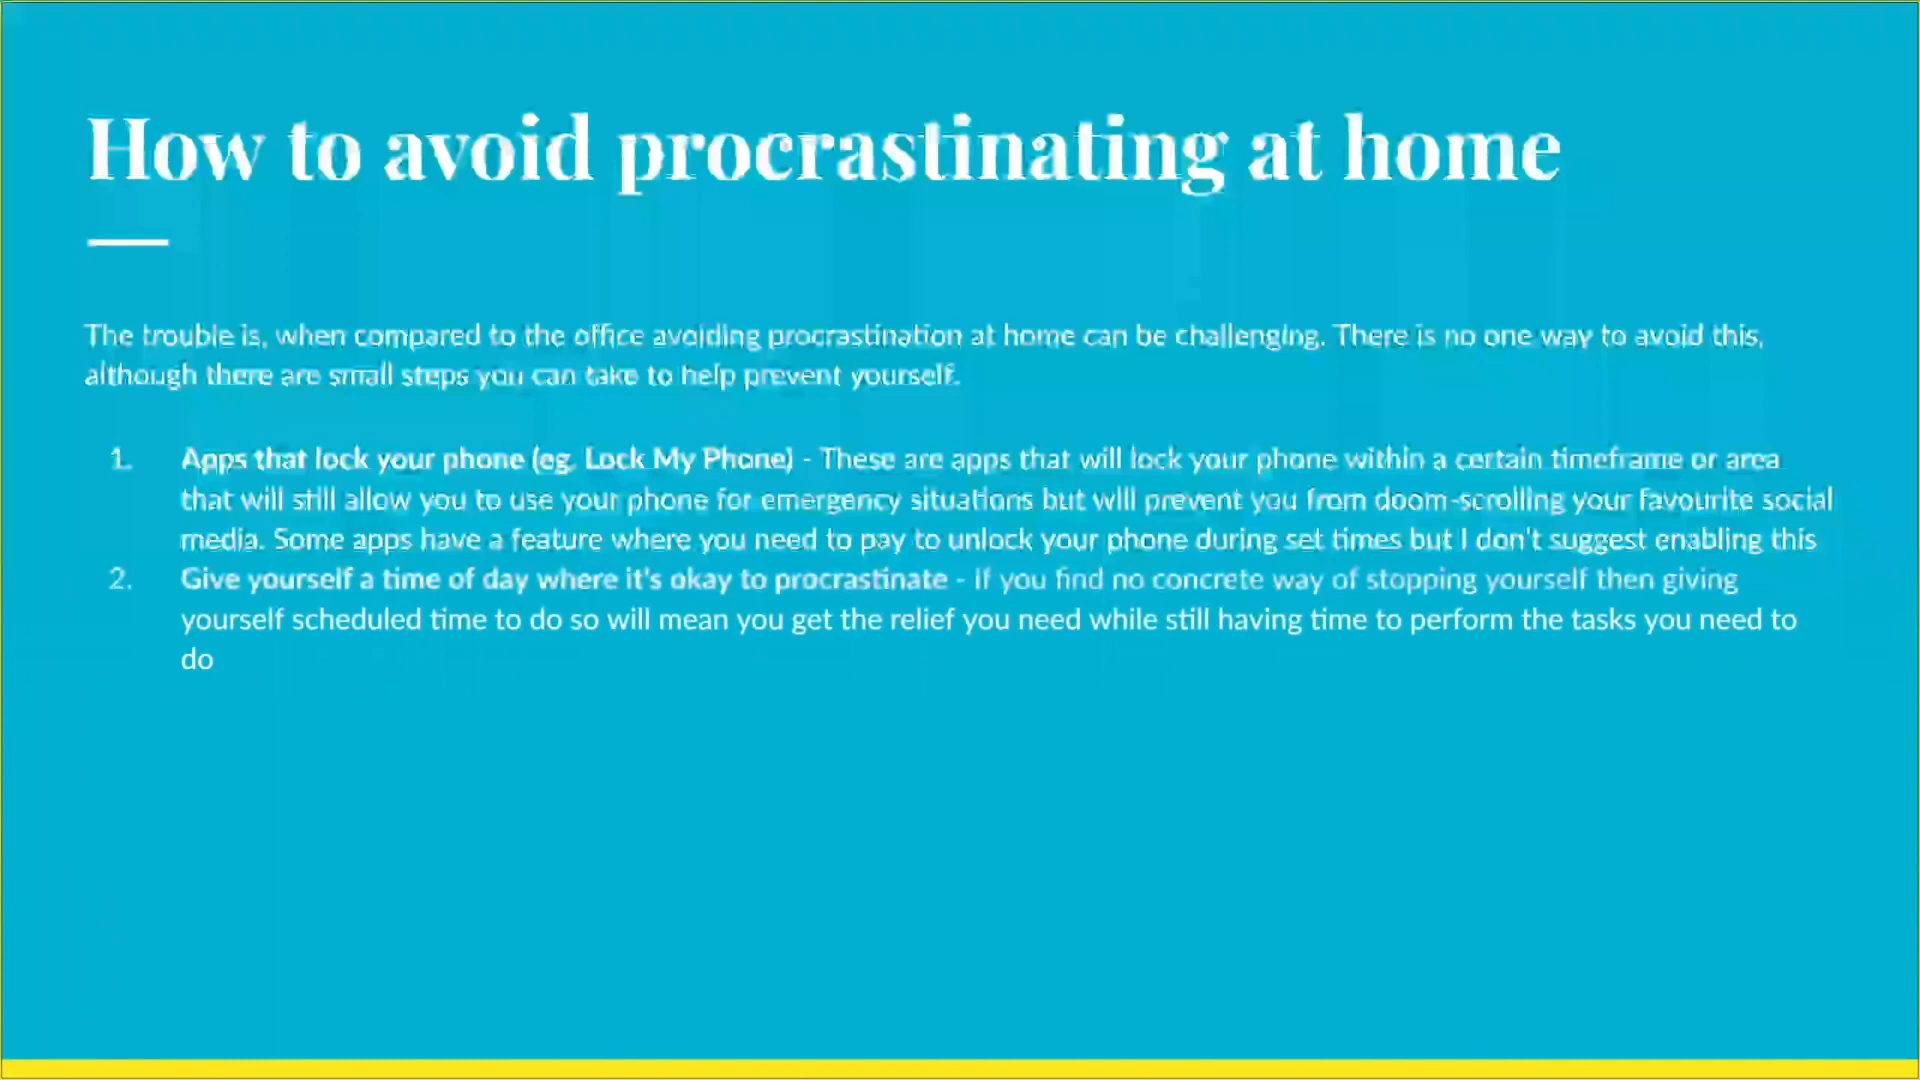 How to avoid procrastinating at home
The trouble is, when compared to the office avoiding procrastination at home can be challenging. There is no one way to avoid this,
although there are small steps you can take to help prevent yourself.
1. Apps that lock your phone (eg. Lock My Phone) - These are apps that will lock your phone within a certain timeframe or area
that will still allow you to use your phone for emergency situations but will prevent you from doom-scrolling your favourite social
media. Some apps have a feature where you need to pay to unlock your phone during set times but I don't suggest enabling this
2. Give yourself a time of day where it's okay to procrastinate - If you find no concrete way of stopping yourself then giving
yourself scheduled time to do so will mean you get the relief you need while still having time to perform the tasks you need to
do